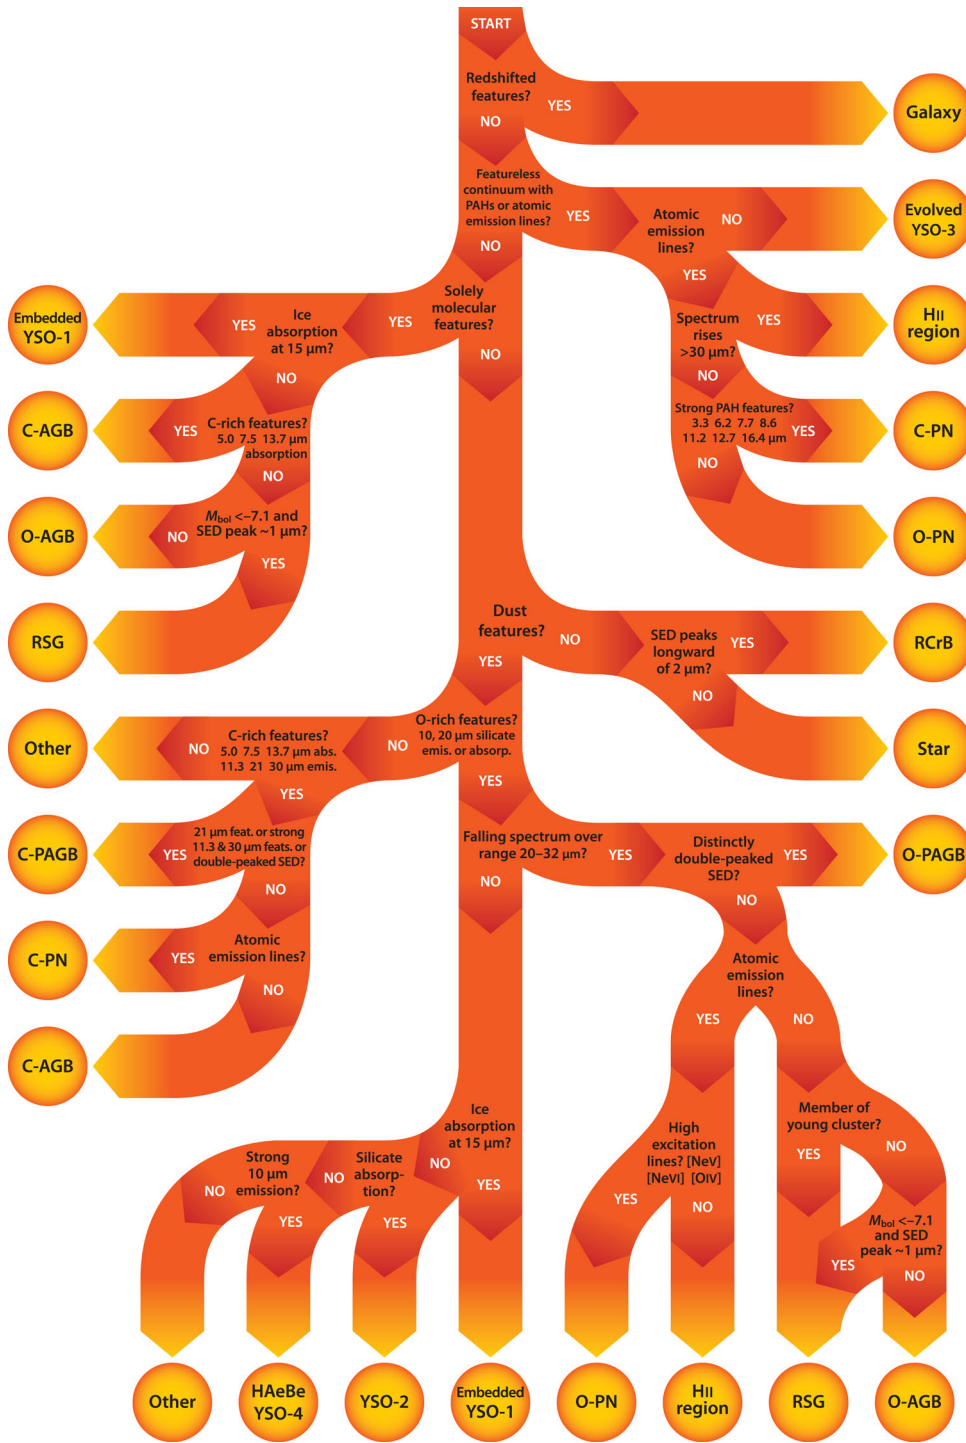 START
Redshifted
features?
YES
Galaxy
NO
Featureless
continuum with
PAHs or atomic
emission lines?
YES
Atomic
emission
lines?
NO
Evolved
YSO-3
NO
YES
Solely
molecular
features?
YES
Ice
absorption
at 15 µm?
YES
Embedded
YSO-1
Spectrum
rises
>30 µm?
YES
HII
region
NO
NO
NO
C-rich features?
5.0 7.5 13.7 µm
absorption
YES
C-AGB
Strong PAH features?
3.3 6.2 7.7 8.6
11.2 12.7 16.4 µm
YES
C-PN
NO
NO
Mbol <–7.1 and
SED peak ~1 µm?
NO
O-AGB
O-PN
YES
RSG
Dust
features?
NO
SED peaks
longward
of 2 µm?
YES
RCrB
YES
NO
Star
O-rich features?
10, 20 µm silicate
emis. or absorp.
NO
C-rich features?
5.0 7.5 13.7 µm abs.
11.3 21 30 µm emis.
NO
Other
YES
YES
21 µm feat. or strong
11.3 & 30 µm feats. or
double-peaked SED?
YES
C-PAGB
Falling spectrum over
range 20–32 µm?
YES
Distinctly
double-peaked
SED?
YES
O-PAGB
NO
NO
NO
Atomic
emission lines?
YES
C-PN
NO
C-AGB
Atomic
emission
lines?
YES
NO
Ice
absorption
at 15 µm?
NO
YES
Silicate
absorp-
tion?
NO
YES
Strong
10 µm
emission?
NO
YES
High
excitation
lines? [NeV]
[NeVI] [OIV]
YES
NO
Member of
young cluster?
YES
NO
Mbol <–7.1
and SED
peak ~1 µm?
YES
NO
Other
HAeBe
YSO-4
YSO-2
Embedded
YSO-1
O-PN
HII
region
RSG
O-AGB